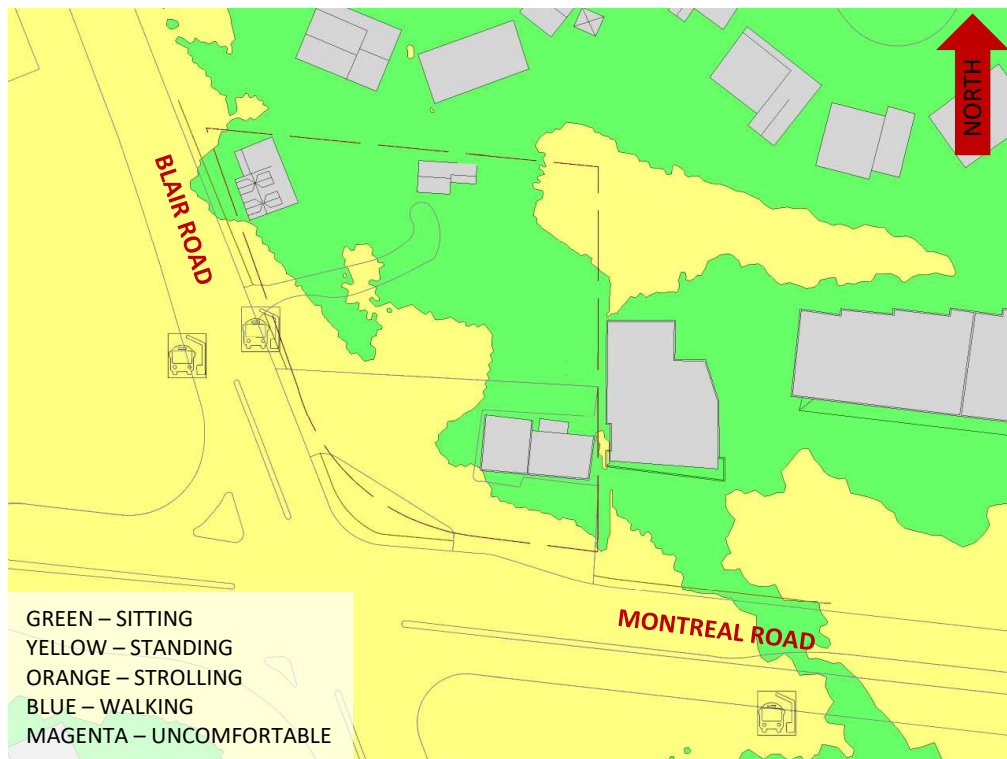 NORTH
BLAIR ROAD
MONTREAL ROAD
GREEN – SITTING
YELLOW – STANDING
ORANGE – STROLLING
BLUE – WALKING
MAGENTA – UNCOMFORTABLE